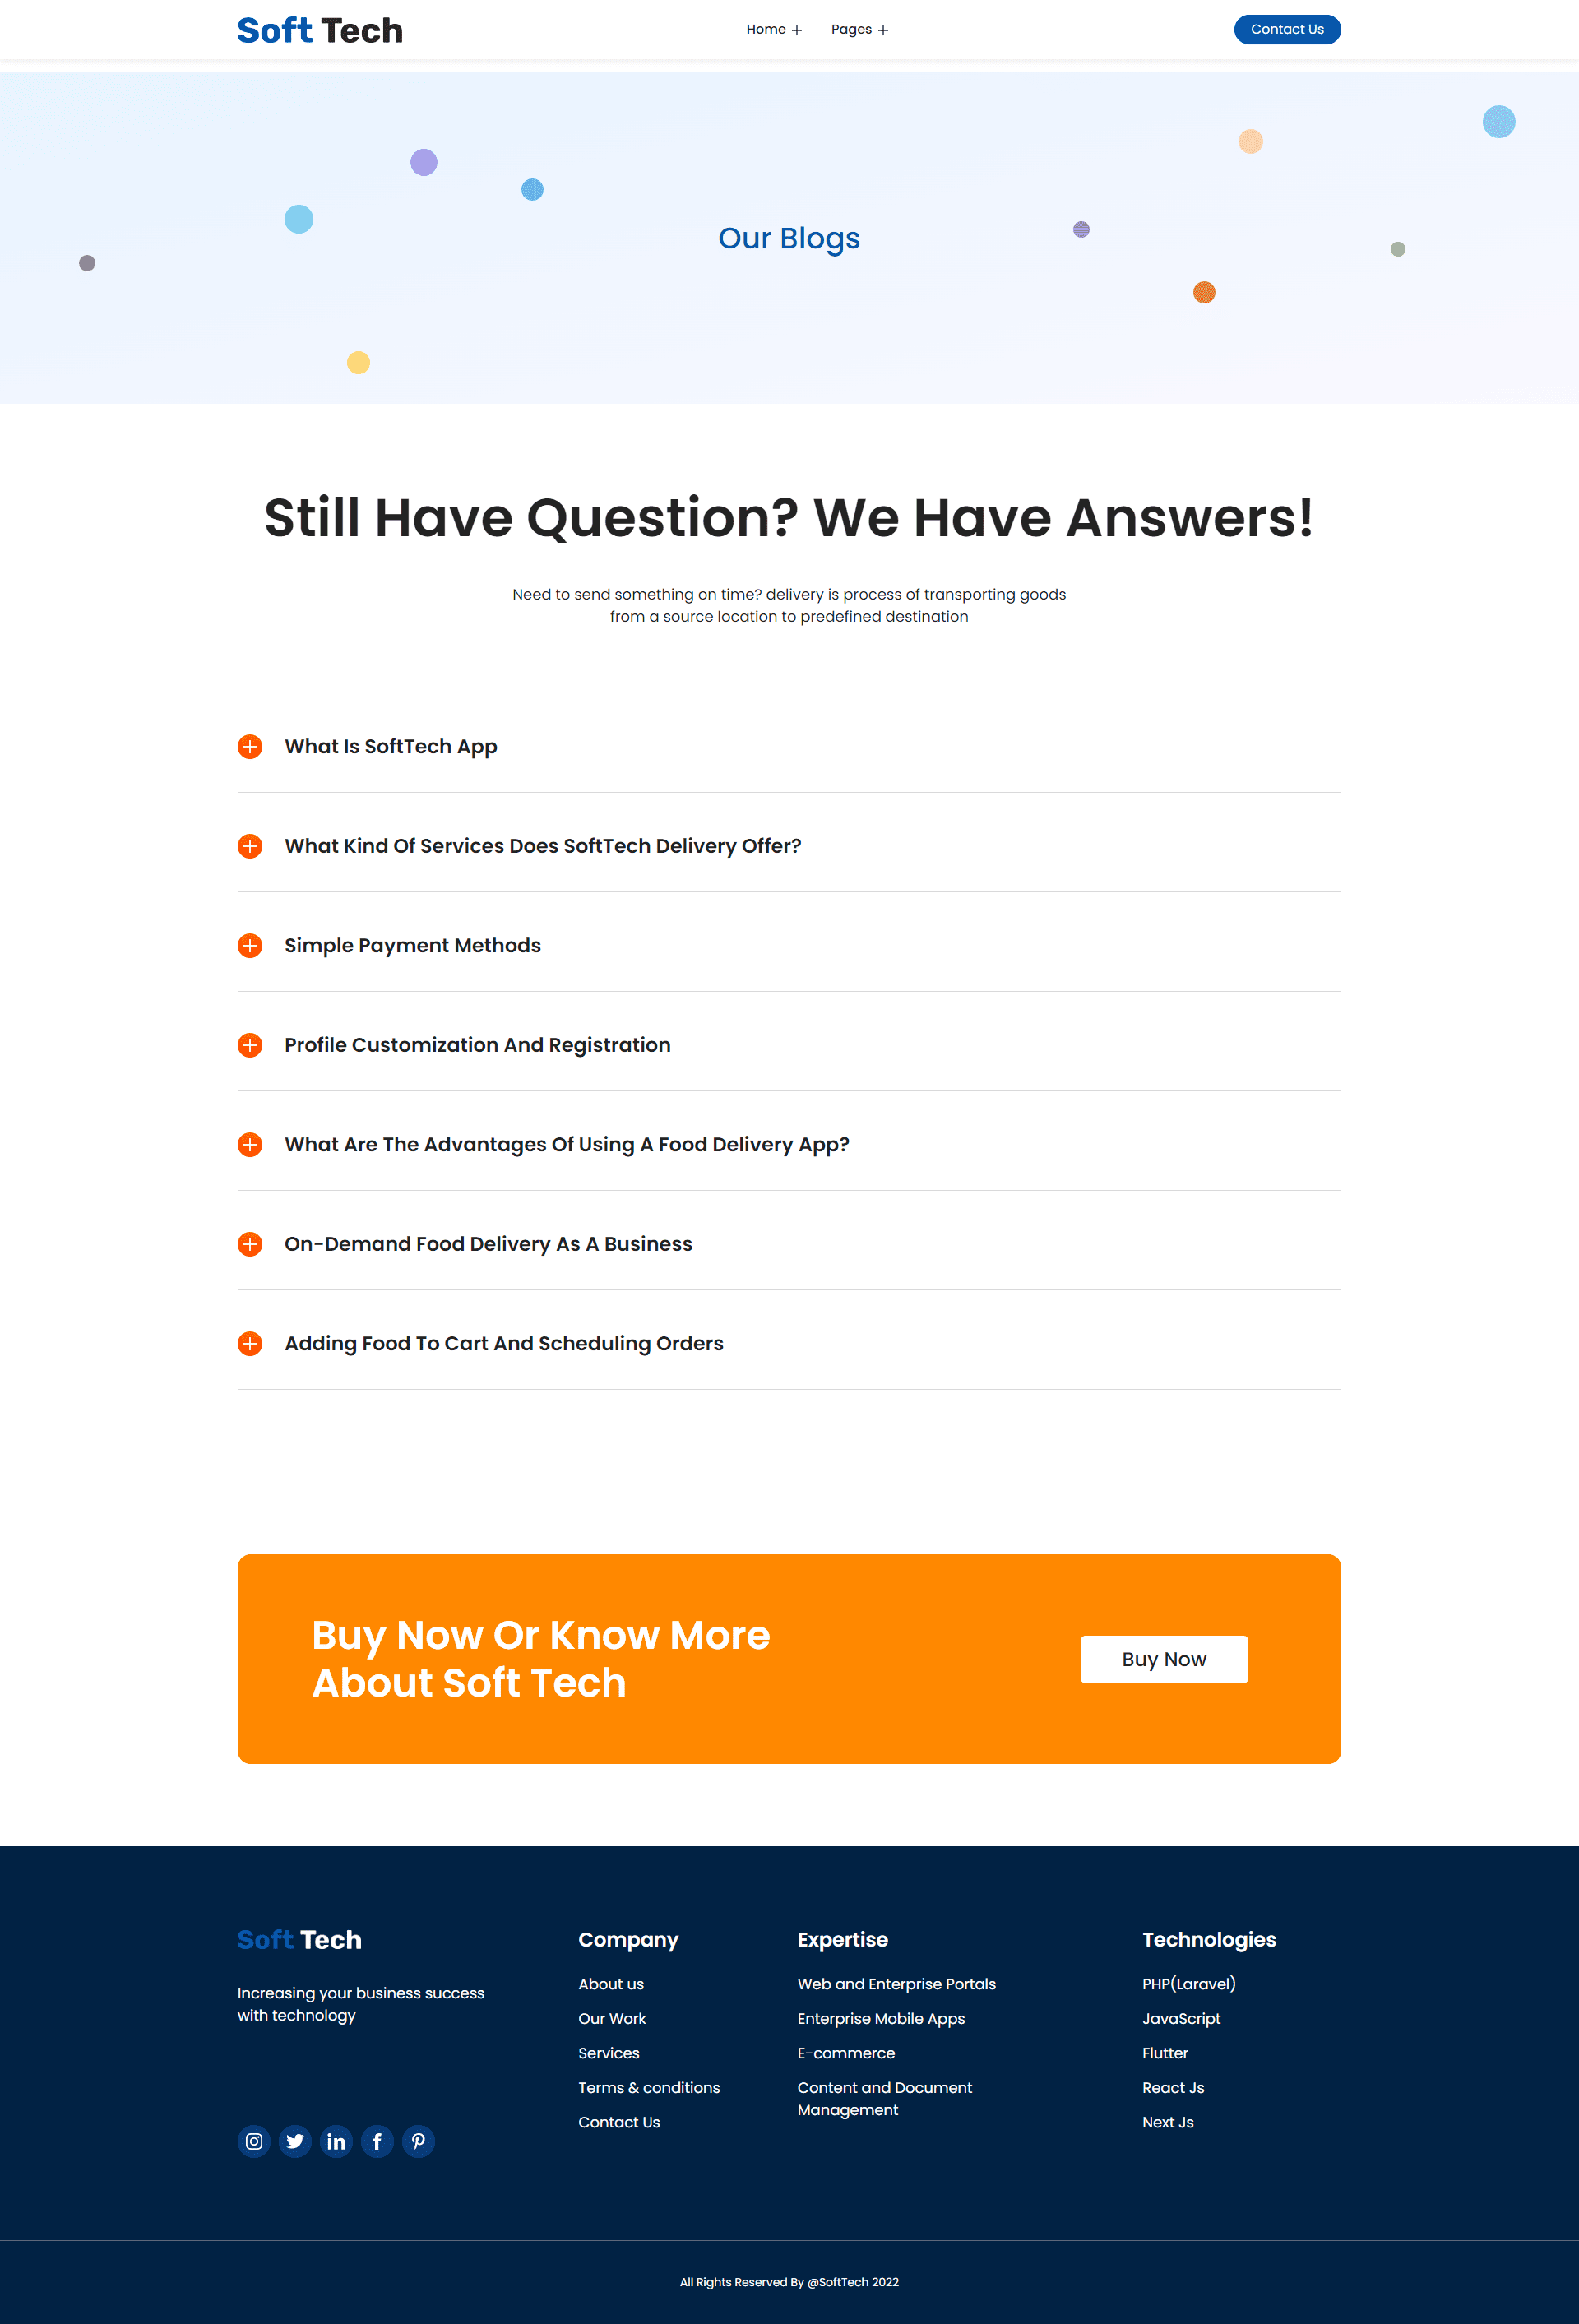 Soft Tech
Home
Pages
Contact Us
Our Blogs
Still Have Question? We Have Answers!
Need to send something on time? delivery is process of transporting goods
from a source location to predefined destination
What Is SoftTech App
What Kind Of Services Does SoftTech Delivery Offer?
Simple Payment Methods
Profile Customization And Registration
What Are The Advantages Of Using A Food Delivery App?
On-Demand Food Delivery As A Business
Adding Food To Cart And Scheduling Orders
Buy Now Or Know More
About Soft Tech
Buy Now
Soft Tech
Increasing your business success
with technology
Company
About us
Our Work
Services
Terms & conditions
Contact Us
Expertise
Web and Enterprise Portals
Enterprise Mobile Apps
E-commerce
Content and Document
Management
Technologies
PHP(Laravel)
JavaScript
Flutter
React Js
Next Js
All Rights Reserved By @SoftTech 2022